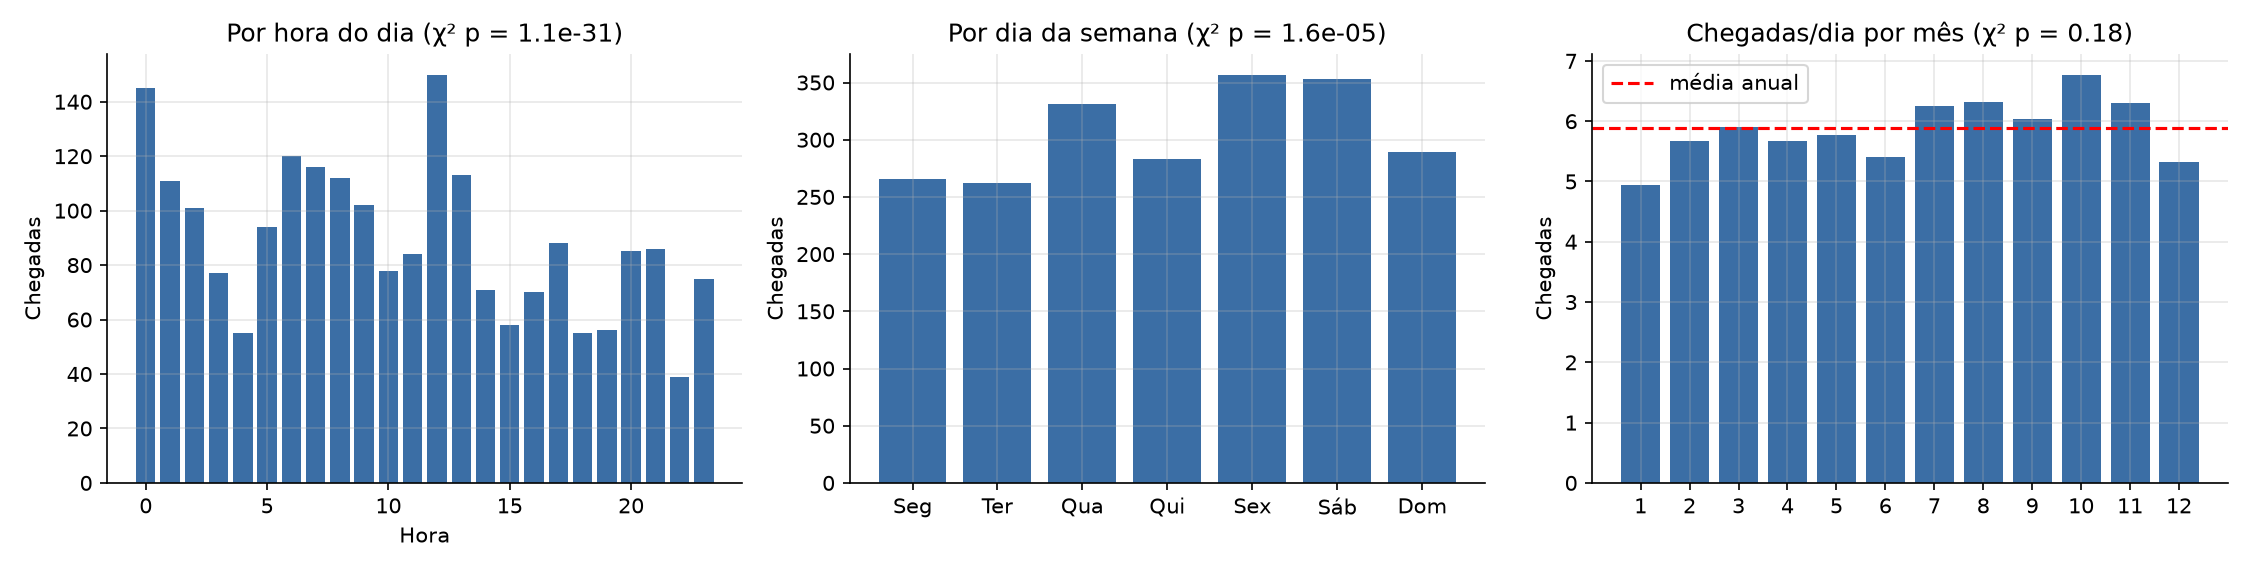 Por hora do dia (χ² p = 1.1e-31)
Chegadas
140
120
100
80
60
40
20
0
0 5 10 15 20
Hora
Por dia da semana (χ² p = 1.6e-05)
Chegadas
350
300
250
200
150
100
50
0
Seg Ter Qua Qui Sex Sáb Dom
Chegadas/dia por mês (χ² p = 0.18)
média anual
Chegadas
7
6
5
4
3
2
1
0
1 2 3 4 5 6 7 8 9 10 11 12